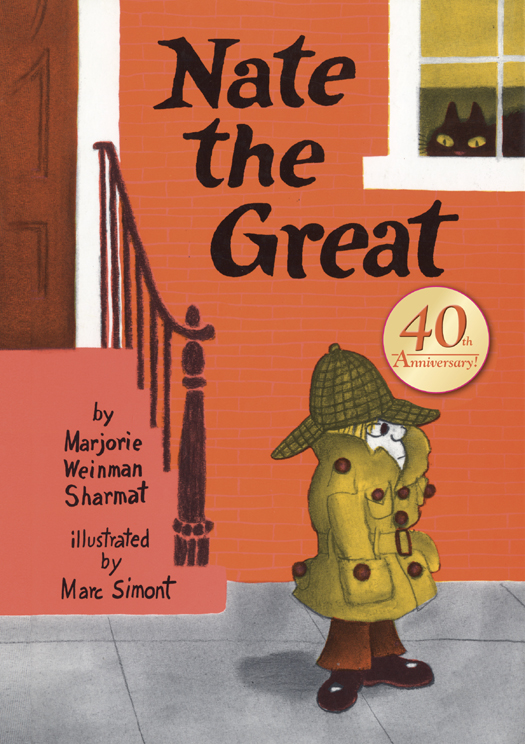 Nate
the
Great
40th
Anniversary!
by
Marjorie
Weinman
Sharmat
illustrated
by
Marc Simont